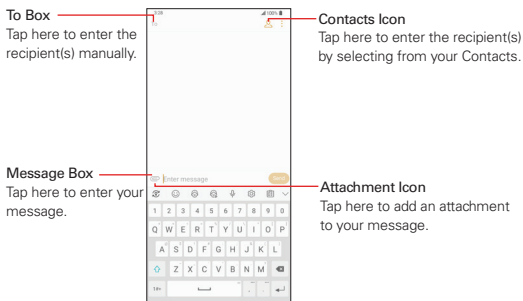 To Box
Tap here to enter the
recipient(s) manually.
Contacts Icon
Tap here to enter the recipient(s)
by selecting from your Contacts.
100%
Message Box
Tap here to enter your
message.
Enter message
Send
Attachment Icon
Tap here to add an attachment
to your message.
1 2 3 4 5 6 7 8 9 0
Q W E R T Y U I O P
A S D F G H J K L
Z X C V B N M